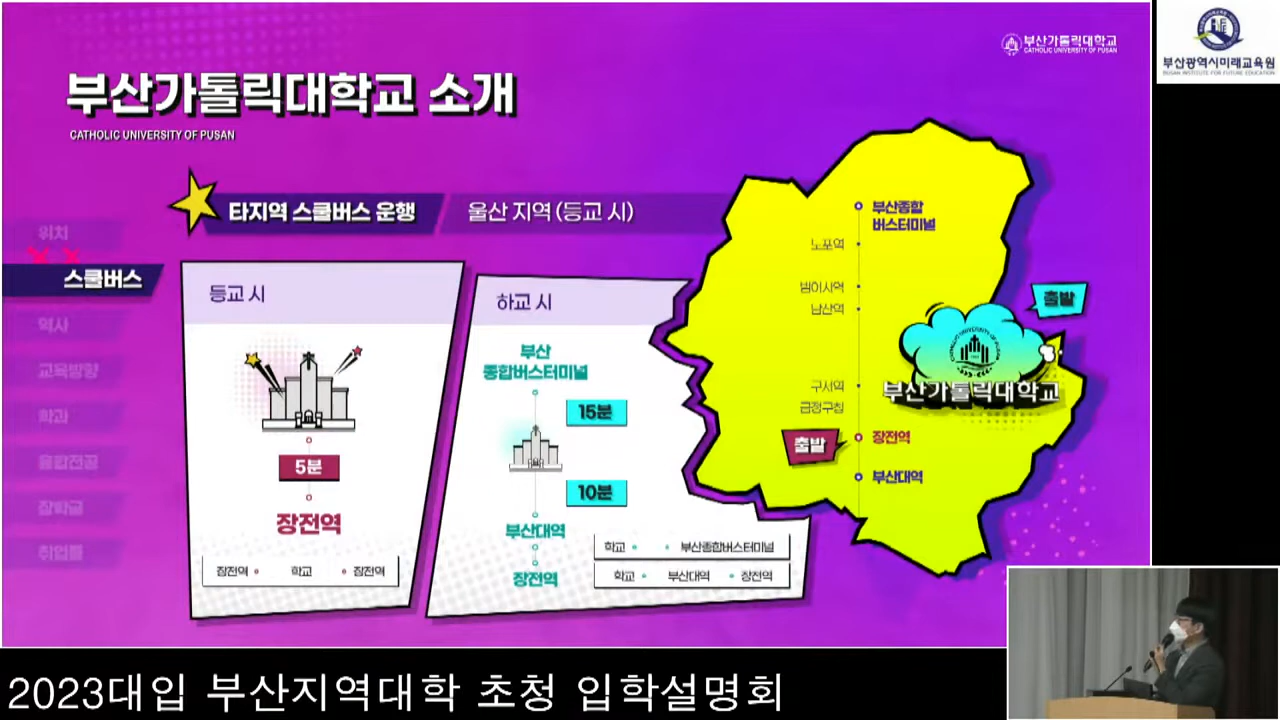 부산가톨릭대학교
CATHOLIC UNIVERSITY OF PUSAN
부산광역시미래교육원
BUSAN INSTITUTE FOR FUTURE EDUCATION
부산가톨릭대학교 소개
CATHOLIC UNIVERSITY OF PUSAN
타지역 스쿨버스 운행
울산 지역 (등교 시)
위치
스쿨버스
역사
교육방향
학과
융합전공
장학금
취업률
등교 시
5분
장전역
장전역 학교 장전역
하교 시
부산
종합버스터미널
15분
10분
부산대역
장전역
학교 부산종합버스터미널
학교 부산대역 장전역
부산종합
버스터미널
노포역
범어사역
남산역
구서역
금정구청
출발
장전역
부산대역
출발
부산가톨릭대학교
2023대입 부산지역대학 초청 입학설명회